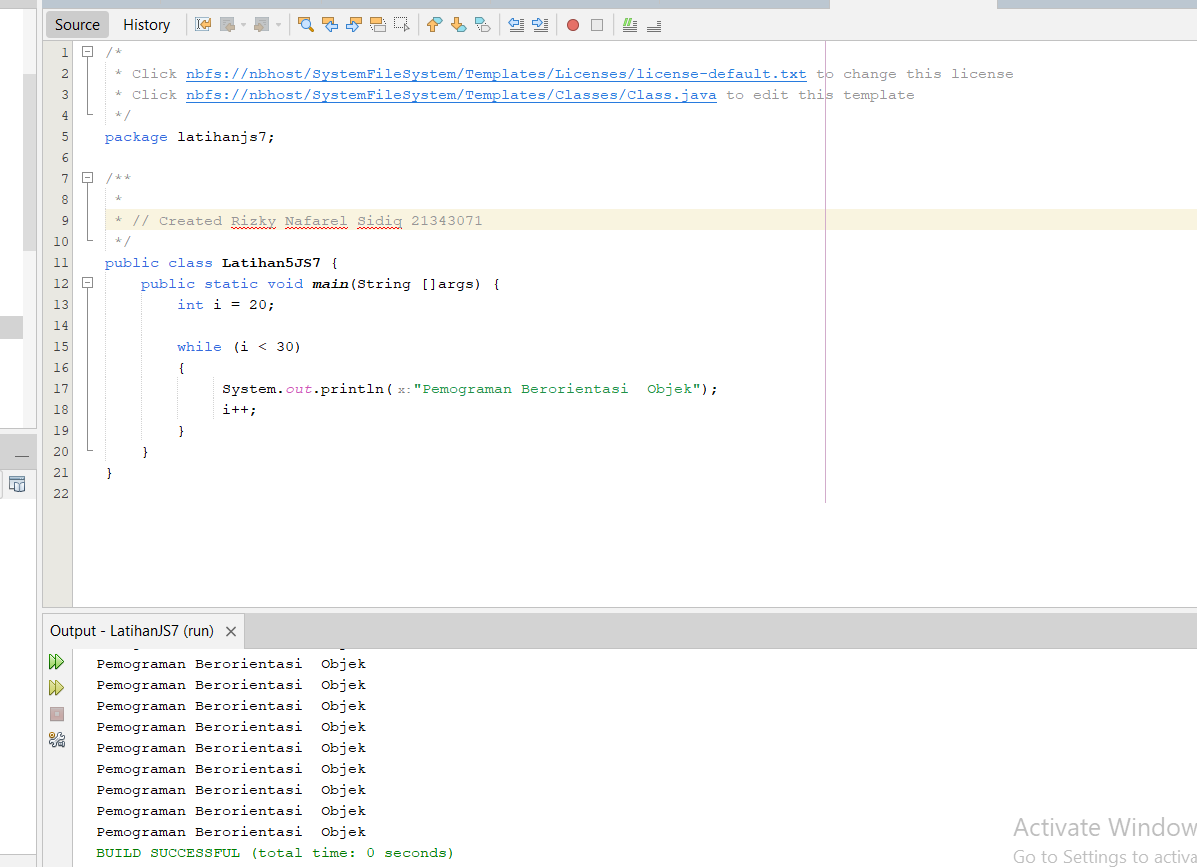 Source History
1 /*
2 * Click nbfs://nbhost/SystemFileSystem/Templates/Licenses/license-default.txt to change this license
3 * Click nbfs://nbhost/SystemFileSystem/Templates/Classes/Class.java to edit this template
4 */
5 package latihanjs7;
6
7 /**
8 *
9 * // Created Rizky Nafarel Sidiq 21343071
10 */
11 public class Latihan5JS7 {
12 public static void main(String []args) {
13 int i = 20;
14
15 while (i < 30)
16 {
17 System.out.println( x: "Pemograman Berorientasi  Objek");
18 i++;
19 }
20 }
21 }
22
Output - LatihanJS7 (run)
Pemograman Berorientasi  Objek
Pemograman Berorientasi  Objek
Pemograman Berorientasi  Objek
Pemograman Berorientasi  Objek
Pemograman Berorientasi  Objek
Pemograman Berorientasi  Objek
Pemograman Berorientasi  Objek
Pemograman Berorientasi  Objek
Pemograman Berorientasi  Objek
BUILD SUCCESSFUL (total time: 0 seconds)
Activate Window
Go to Settings to activa